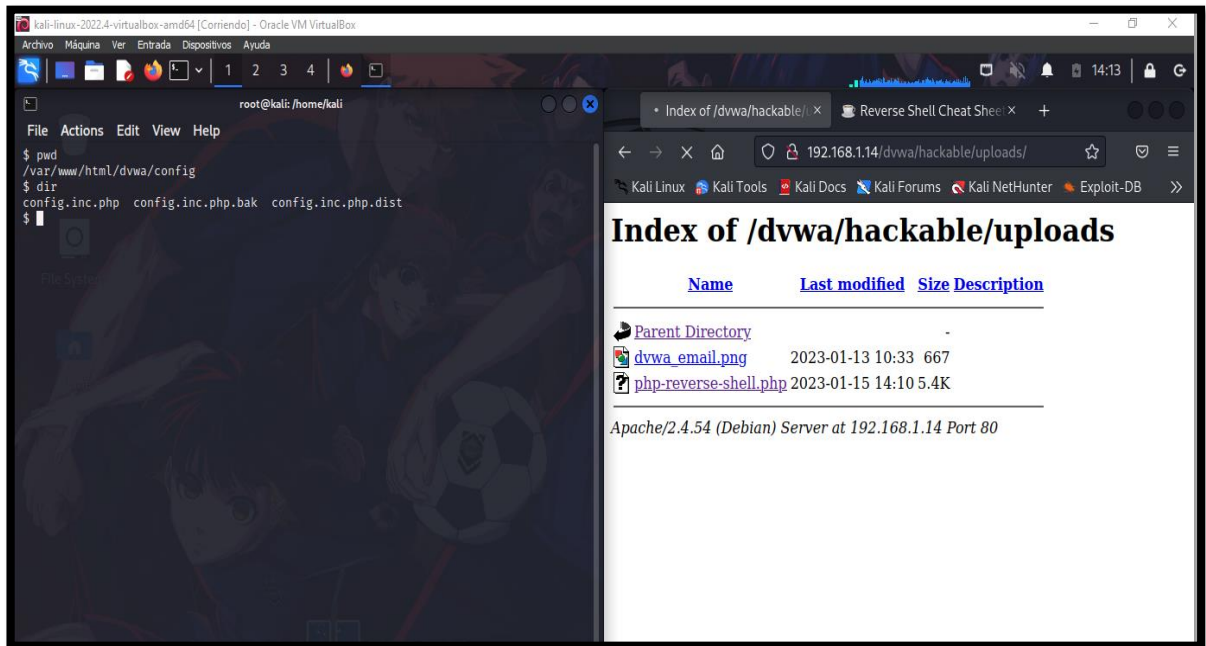 kali-linux-2022.4-virtualbox-amd64 [Corriendo] - Oracle VM VirtualBox
Archivo Máquina Ver Entrada Dispositivos Ayuda
1 2 3 4
14:13
root@kali: /home/kali
File Actions Edit View Help
$ pwd
/var/www/html/dvwa/config
$ dir
config.inc.php config.inc.php.bak config.inc.php.dist
$
File System
• Index of /dvwa/hackable/u
Reverse Shell Cheat Sheet
192.168.1.14/dvwa/hackable/uploads/
Kali Linux Kali Tools Kali Docs Kali Forums Kali NetHunter Exploit-DB
Index of /dvwa/hackable/uploads
Name Last modified Size Description
Parent Directory -
dvwa_email.png 2023-01-13 10:33 667
php-reverse-shell.php 2023-01-15 14:10 5.4K
Apache/2.4.54 (Debian) Server at 192.168.1.14 Port 80